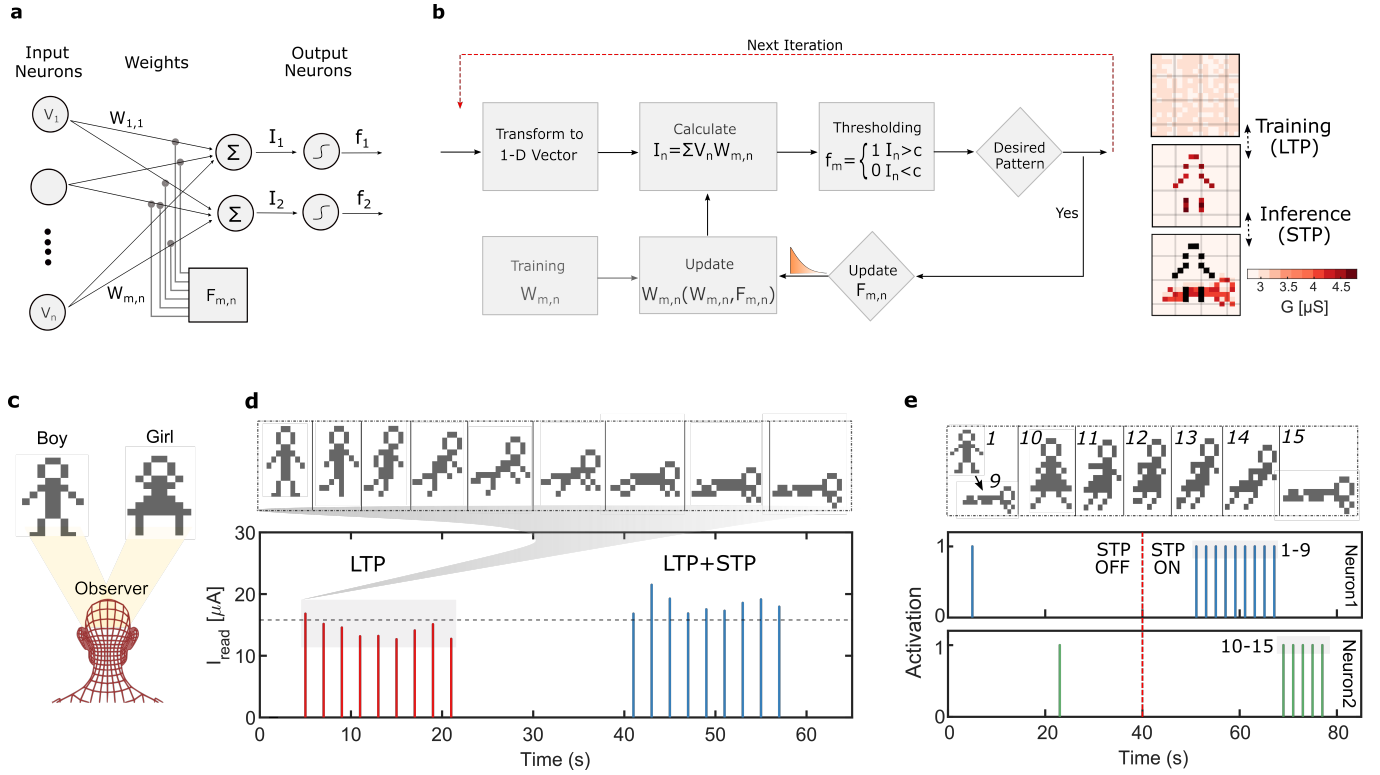 a
Input
Neurons
Weights
Output
Neurons
V1
W1,1
Σ
I1
f1
Σ
I2
f2
Wm,n
Vn
Fm,n
b
Next Iteration
Transform to
1-D Vector
Calculate
In=ΣVnWm,n
Thresholding
fm={1 In>c
0 In<c
Desired
Pattern
Yes
Training
Wm,n
Update
Wm,n(Wm,n,Fm,n)
Update
Fm,n
Training
(LTP)
Inference
(STP)
3 3.5 4 4.5
G [µS]
c
Boy
Girl
Observer
d
LTP
LTP+STP
Iread [µA]
30
20
10
0
0 10 20 30 40 50 60
Time (s)
e
1
9
10
11
12
13
14
15
Activation
1
0
STP
OFF
STP
ON
1-9
Neuron1
1
0
10-15
Neuron2
0 20 40 60 80
Time (s)